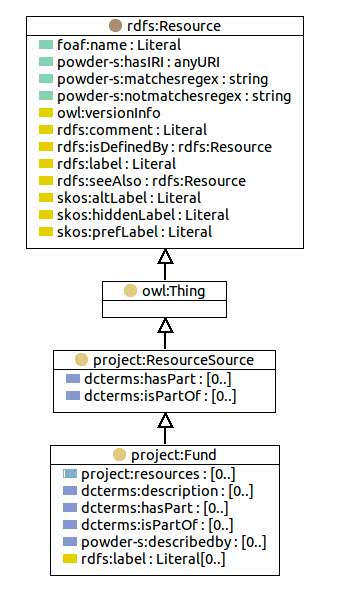 rdfs:Resource
foaf:name : Literal
powder-s:hasIRI : anyURI
powder-s:matchesregex : string
powder-s:notmatchesregex : string
owl:versionInfo
rdfs:comment : Literal
rdfs:isDefinedBy : rdfs:Resource
rdfs:label : Literal
rdfs:seeAlso : rdfs:Resource
skos:altLabel : Literal
skos:hiddenLabel : Literal
skos:prefLabel : Literal
owl:Thing
project:ResourceSource
dcterms:hasPart : [0..]
dcterms:isPartOf : [0..]
project:Fund
project:resources : [0..]
dcterms:description : [0..]
dcterms:hasPart : [0..]
dcterms:isPartOf : [0..]
powder-s:describedby : [0..]
rdfs:label : Literal[0..]